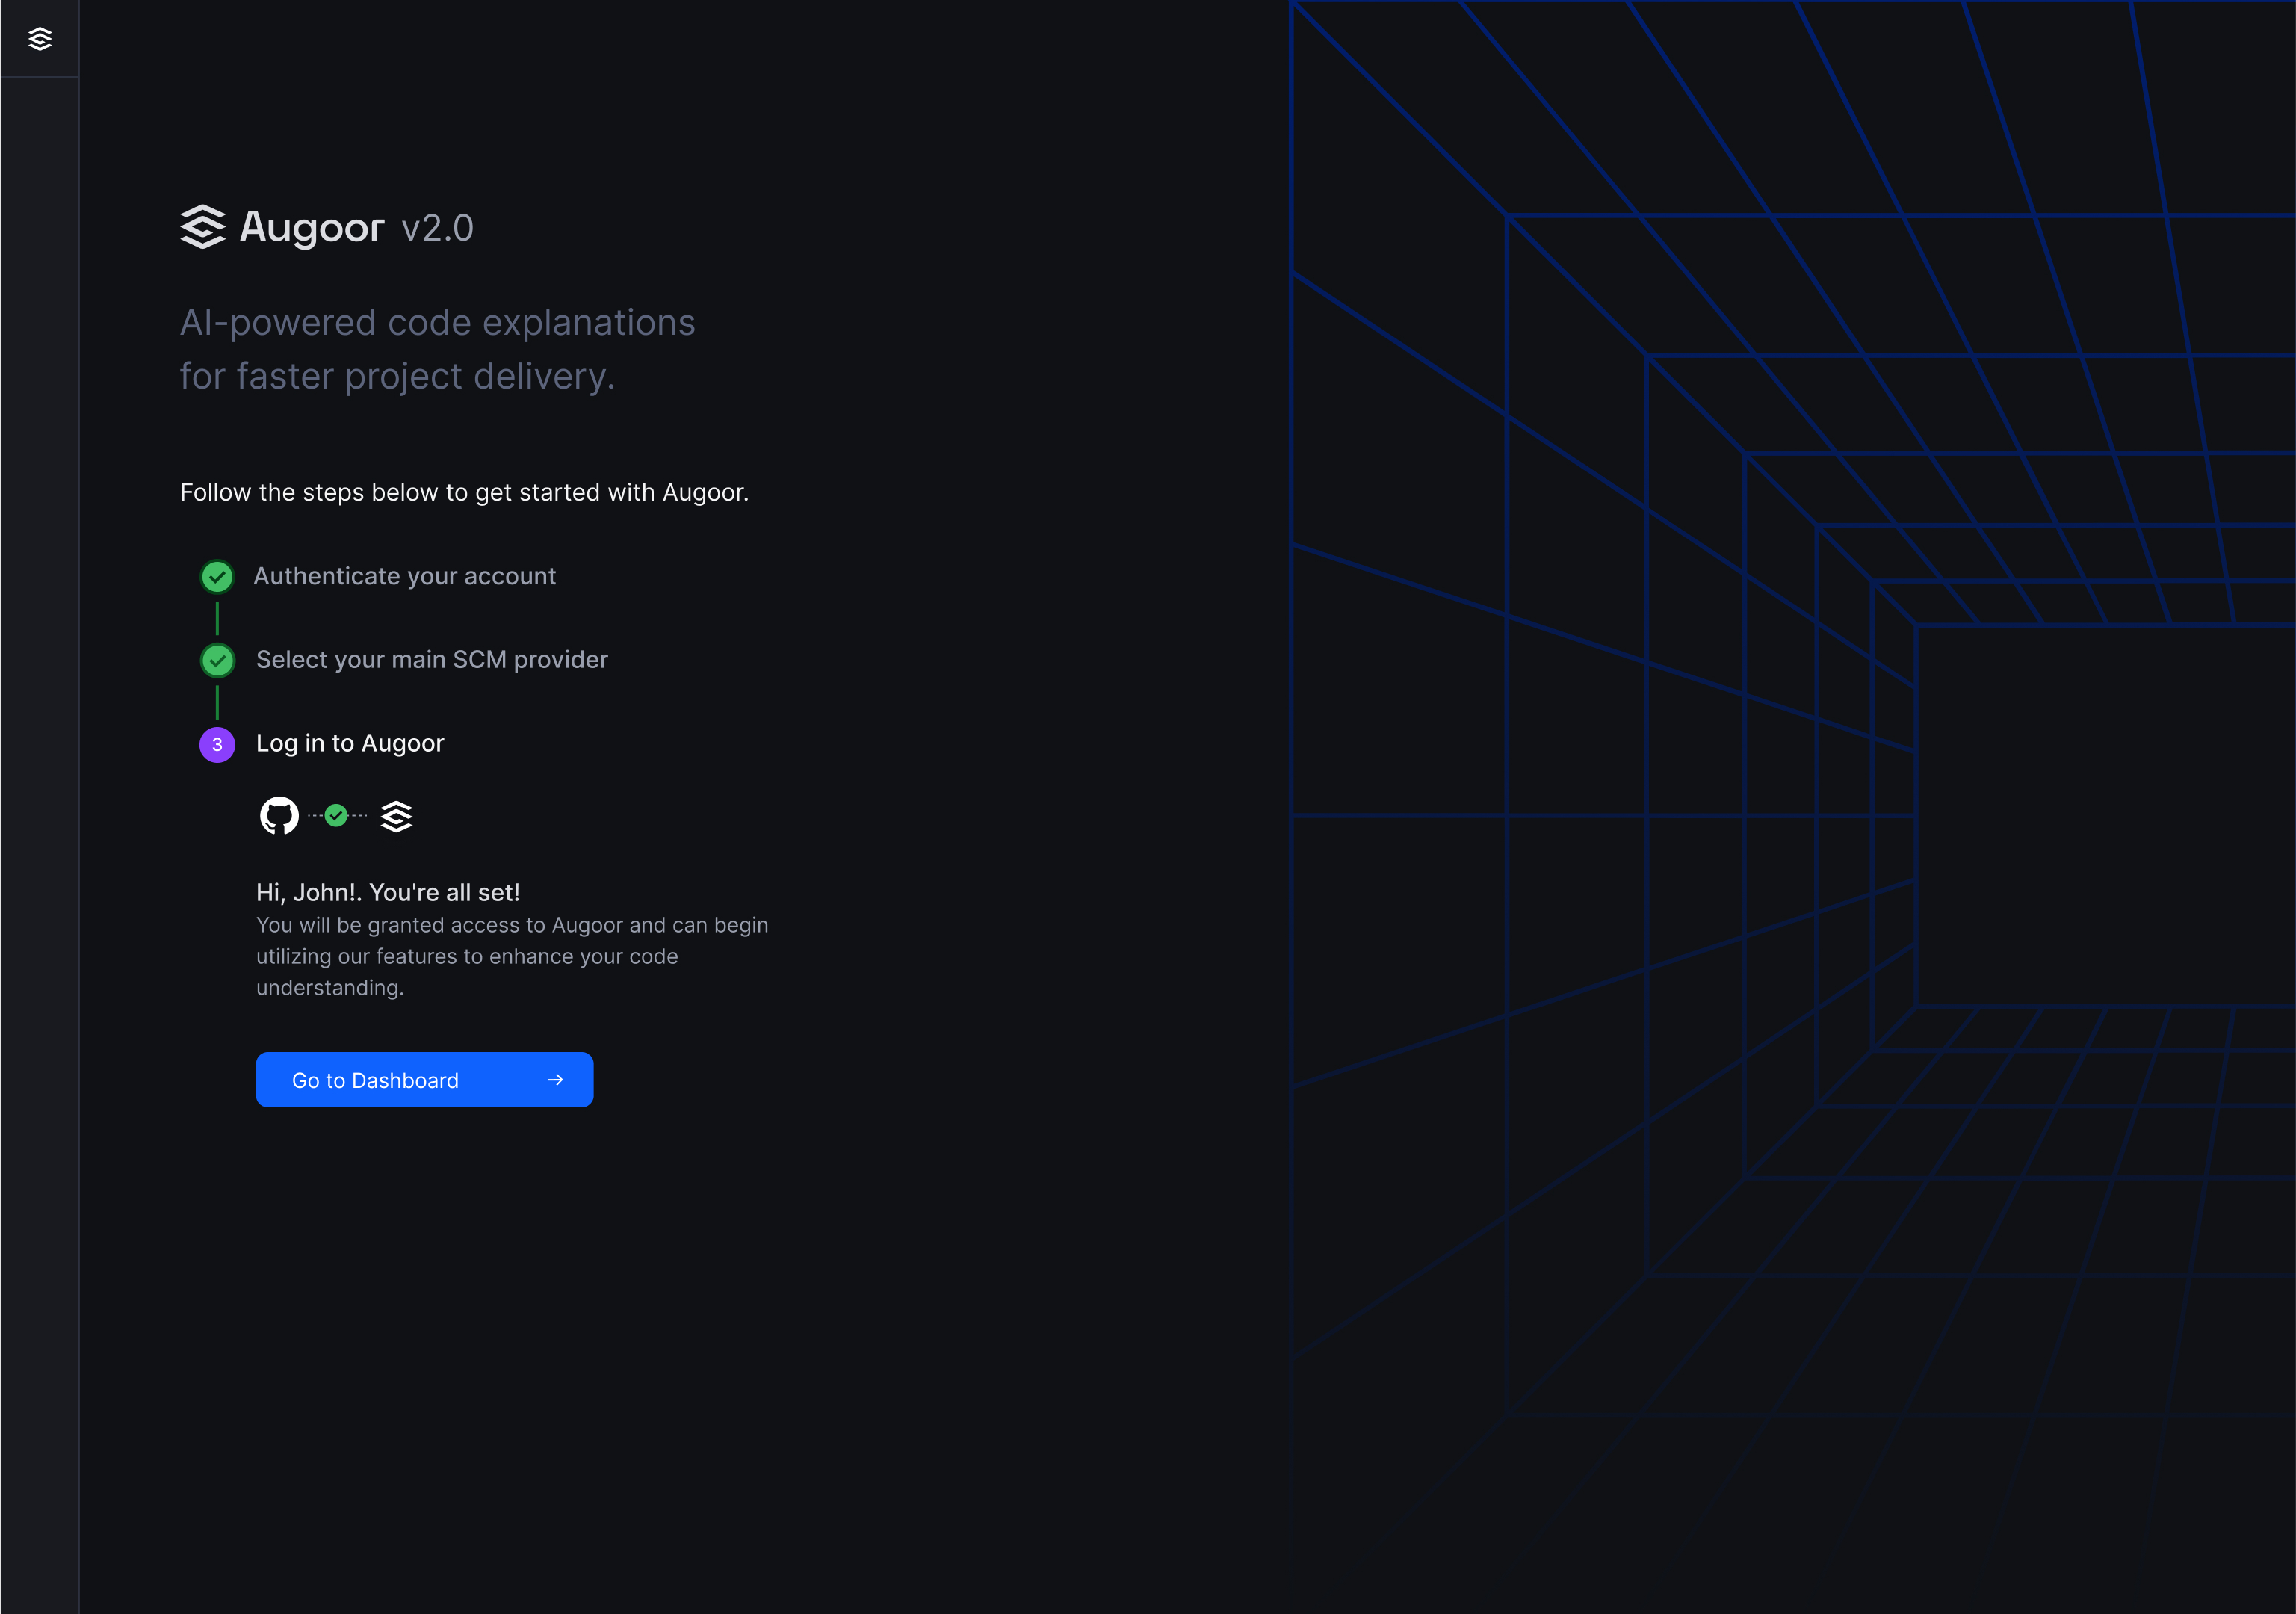 Augoor v2.0
AI-powered code explanations
for faster project delivery.
Follow the steps below to get started with Augoor.
Authenticate your account
Select your main SCM provider
3 Log in to Augoor
Hi, John!. You're all set!
You will be granted access to Augoor and can begin
utilizing our features to enhance your code
understanding.
Go to Dashboard